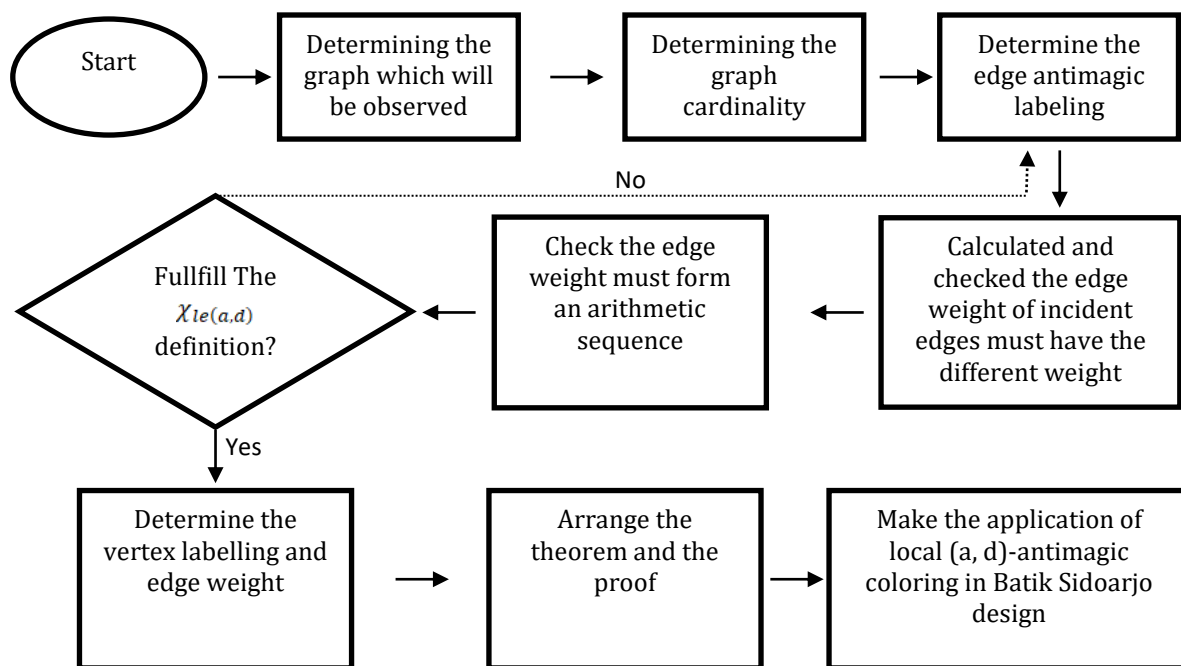 Start
Determining the
graph which will
be observed
Determining the
graph
cardinality
Determine the
edge antimagic
labeling
No
Fullfill The
χ_le(a,d)
definition?
Check the edge
weight must form
an arithmetic
sequence
Calculated and
checked the edge
weight of incident
edges must have the
different weight
Yes
Determine the
vertex labelling and
edge weight
Arrange the
theorem and the
proof
Make the application of
local (a, d)-antimagic
coloring in Batik Sidoarjo
design